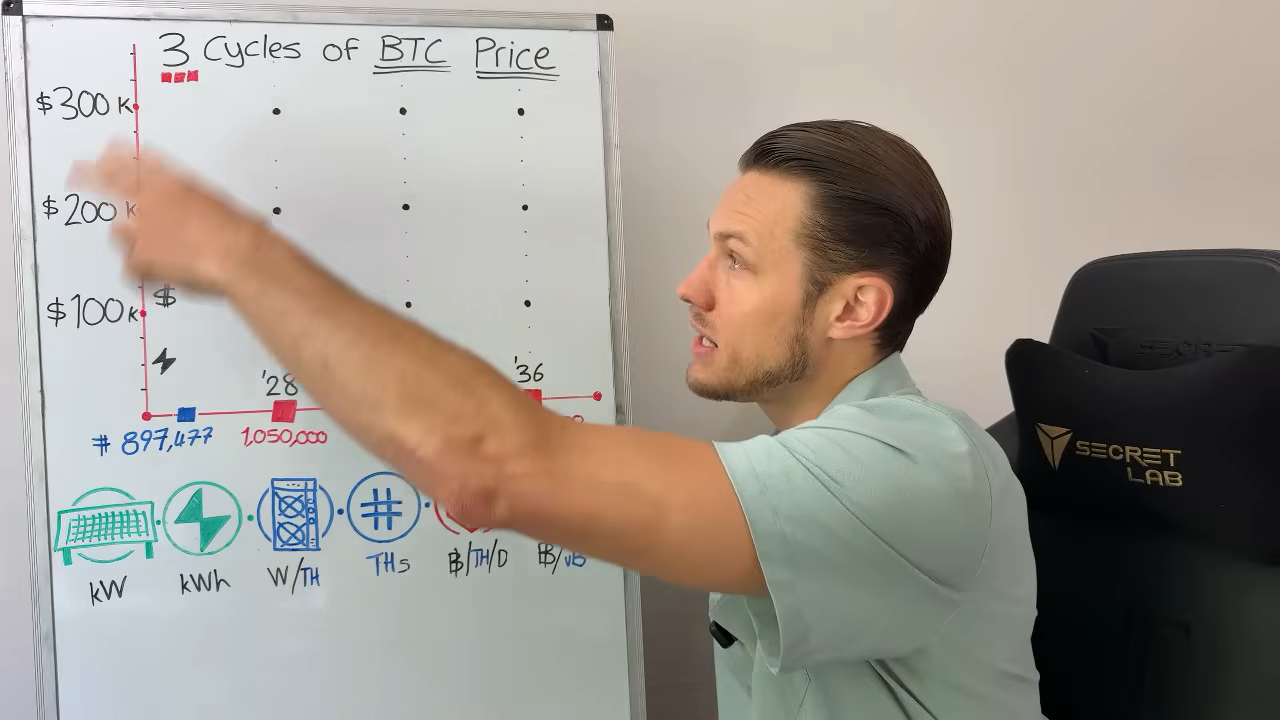 3 Cycles of BTC Price
$300k
$200k
$100k
$
'28
'36
# 897,477
1,050,000
#
kW
kWh
W/TH
THs
₿/TH/D
₿/vB
SECRET
LAB